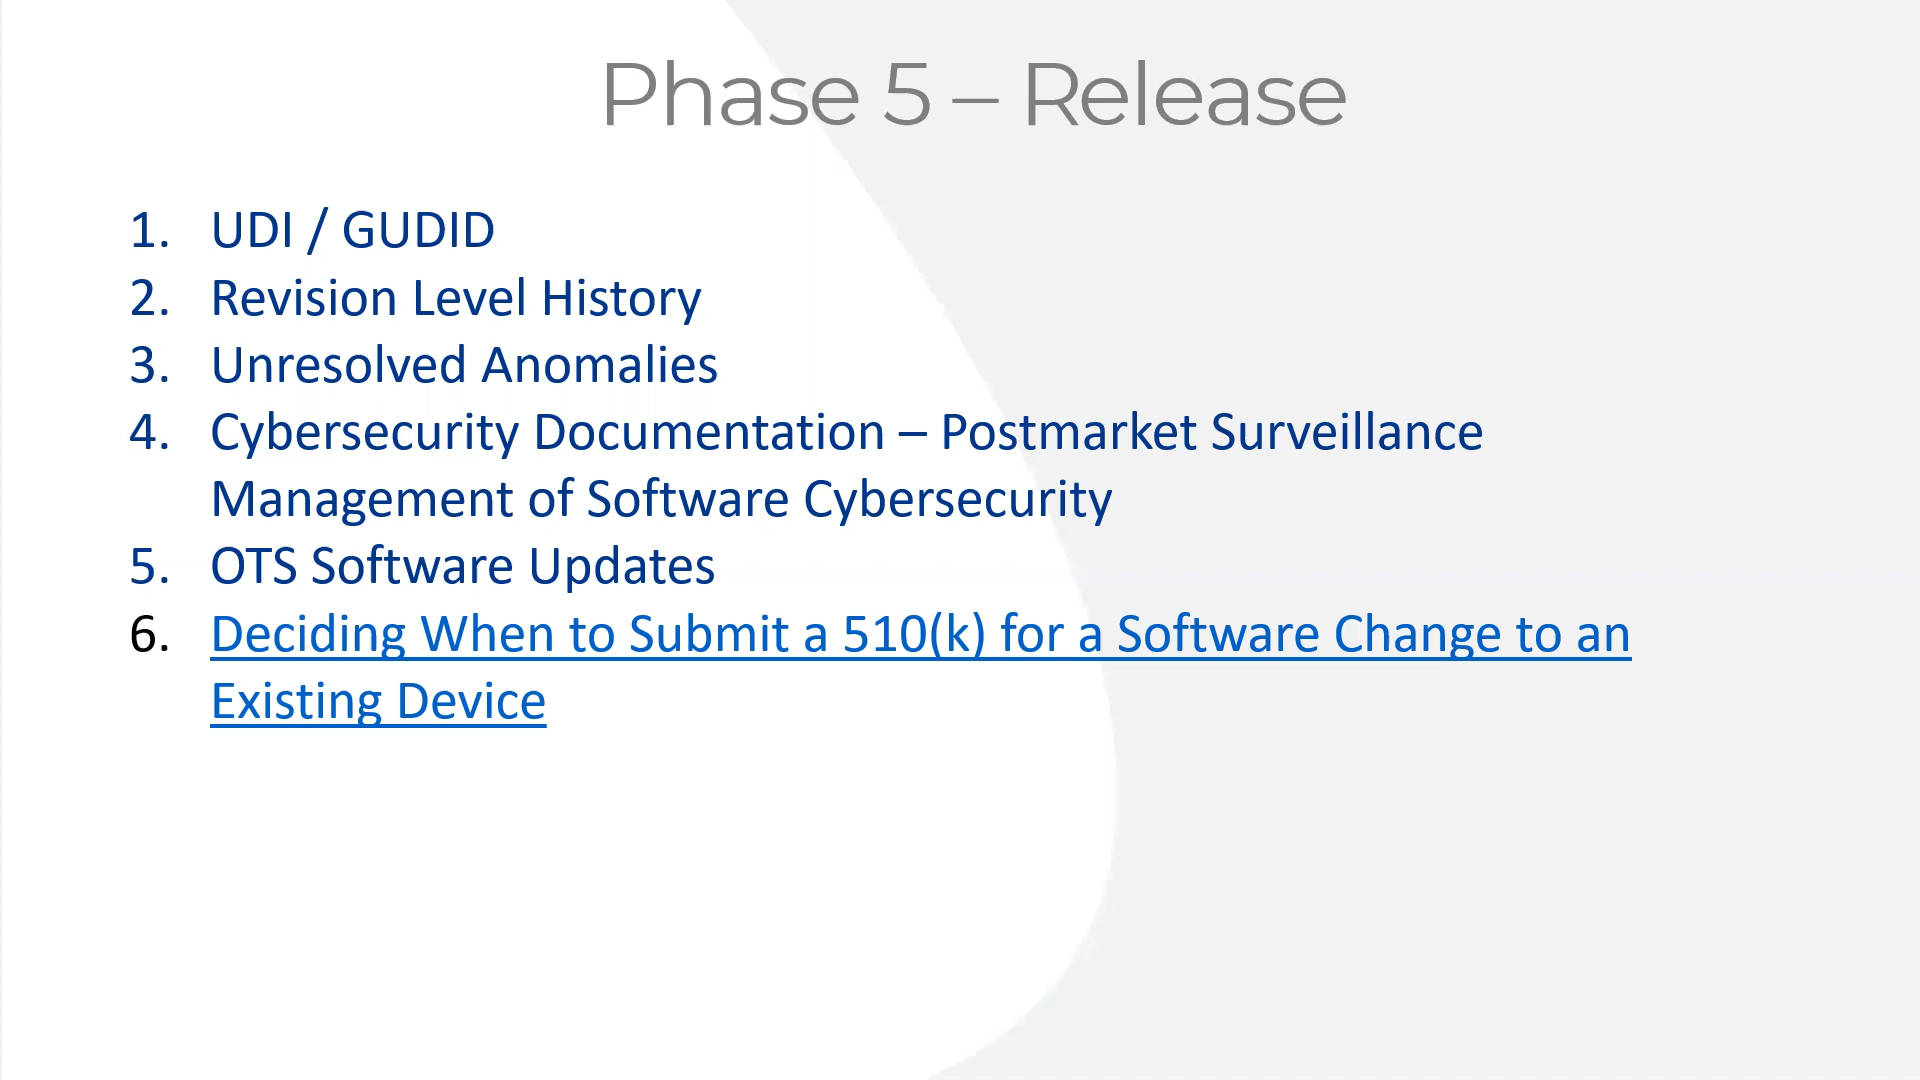 Phase 5 – Release
1. UDI / GUDID
2. Revision Level History
3. Unresolved Anomalies
4. Cybersecurity Documentation – Postmarket Surveillance
Management of Software Cybersecurity
5. OTS Software Updates
6. Deciding When to Submit a 510(k) for a Software Change to an
Existing Device